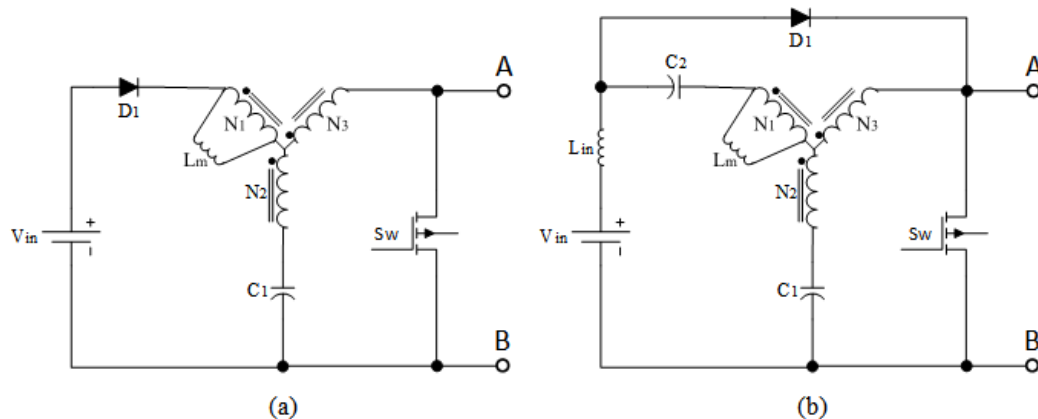 D1
N1
N3
Lm
N2
Vin
+
-
C1
Sw
A
B
(a)
D1
C2
N1
N3
Lin
Lm
N2
Vin
+
-
C1
Sw
A
B
(b)